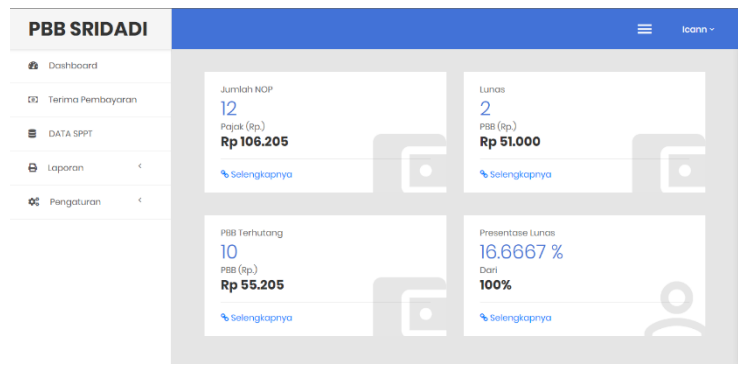 PBB SRIDADI
Icann
Dashboard
Terima Pembayaran
DATA SPPT
Laporan
Pengaturan
Jumlah NOP
12
Pajak (Rp.)
Rp 106.205
Selengkapnya
Lunas
2
PBB (Rp.)
Rp 51.000
Selengkapnya
PBB Terhutang
10
PBB (Rp.)
Rp 55.205
Selengkapnya
Presentase Lunas
16.6667 %
Dari
100%
Selengkapnya